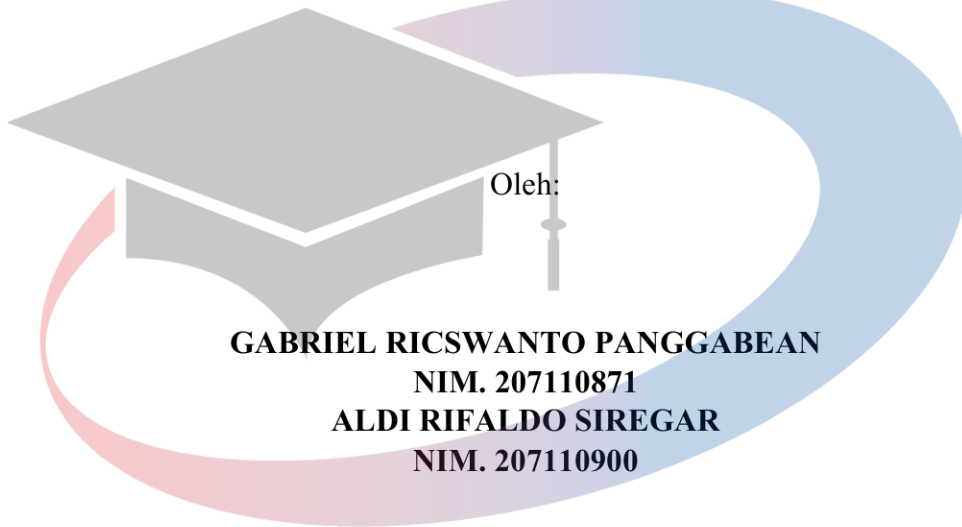 Oleh:
GABRIEL RICSWANTO PANGGABEAN
NIM. 207110871
ALDI RIFALDO SIREGAR
NIM. 207110900